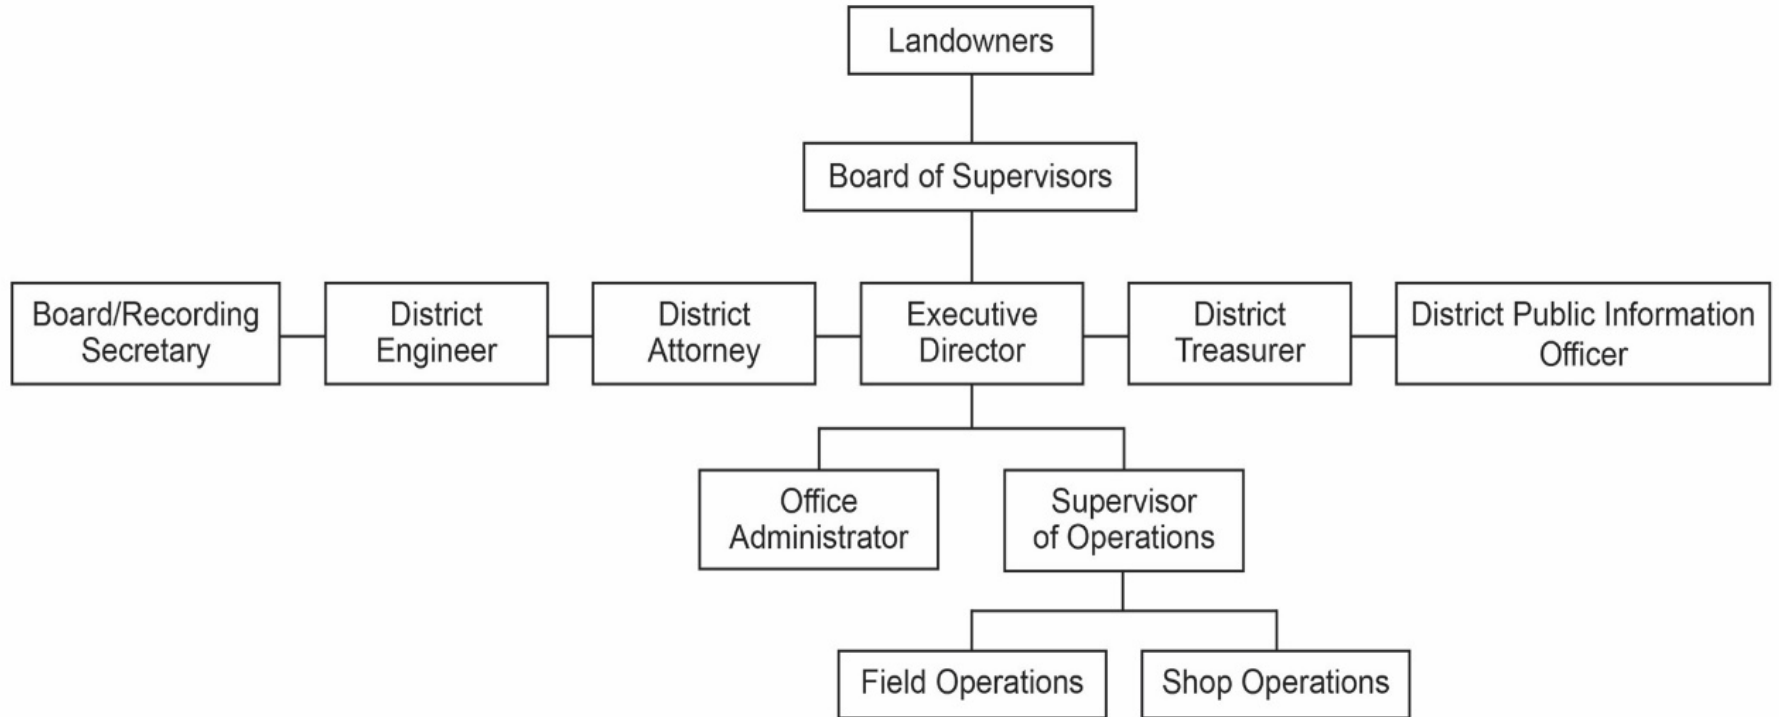 Landowners
Board of Supervisors
Board/Recording
Secretary
District
Engineer
District
Attorney
Executive
Director
District
Treasurer
District Public Information
Officer
Office
Administrator
Supervisor
of Operations
Field Operations
Shop Operations